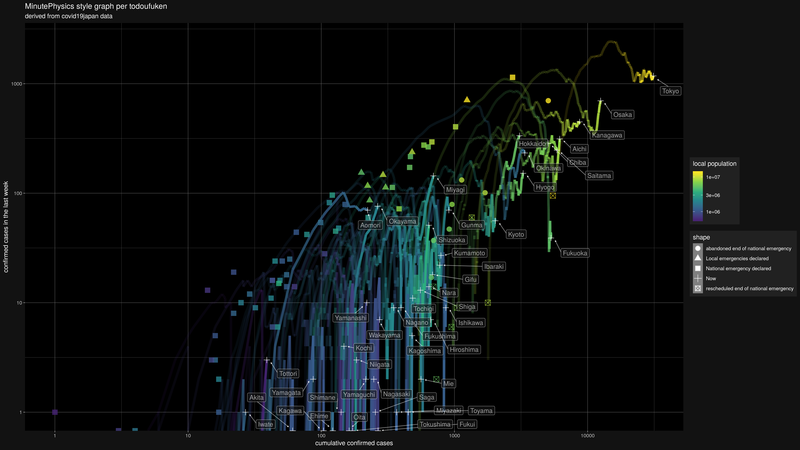 MinutePhysics style graph per todoufuken
derived from covid19japan data
confirmed cases in the last week
1000
100
10
1
Tokyo
Osaka
Kanagawa
Hokkaido
Aichi
Chiba
Okinawa
Saitama
Hyogo
Miyagi
Okayama
Aomori
Gunma
Kyoto
Shizuoka
Fukuoka
Kumamoto
Ibaraki
Gifu
Nara
Shiga
Tochigi
Yamanashi
Nagano
Ishikawa
Wakayama
Fukushima
Kochi
Kagoshima
Hiroshima
Niigata
Tottori
Mie
Yamagata
Akita
Shimane
Yamaguchi
Nagasaki
Saga
Kagawa
Ehime
Oita
Miyazaki
Toyama
Iwate
Tokushima
Fukui
1
10
100
1000
10000
cumulative confirmed cases
local population
1e+07
3e+06
1e+06
shape
abandoned end of national emergency
Local emergencies declared
National emergency declared
Now
rescheduled end of national emergency